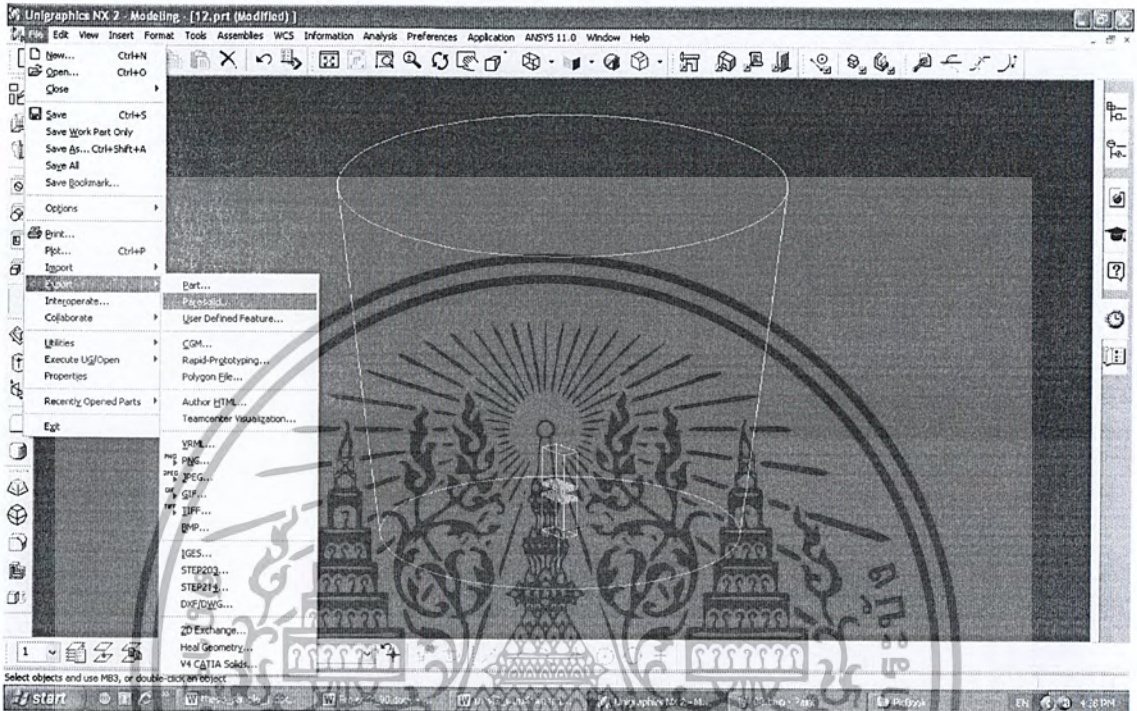 Unigraphics NX 2 - Modeling - [12.prt (Modified) ]
File Edit View Insert Format Tools Assemblies WCS Information Analysis Preferences Application ANSYS 11.0 Window Help
New... Ctrl+N
Open... Ctrl+O
Close
Save Ctrl+S
Save Work Part Only
Save As... Ctrl+Shift+A
Save All
Save Bookmark...
Options
Print...
Plot... Ctrl+P
Import
Export
Interoperate...
Collaborate
Utilities
Execute UG/Open
Properties
Recently Opened Parts
Exit
Part...
Parasolid...
User Defined Feature...
CGM...
Rapid-Prototyping...
Polygon File...
Author HTML...
Teamcenter Visualization...
VRML...
PNG...
JPEG...
GIF...
TIFF...
BMP...
IGES...
STEP203...
STEP214...
DXF/DWG...
2D Exchange...
Heal Geometry...
V4 CATIA Solids...
1
Select objects and use MB3, or double-click an object
start
EN 4:26 PM